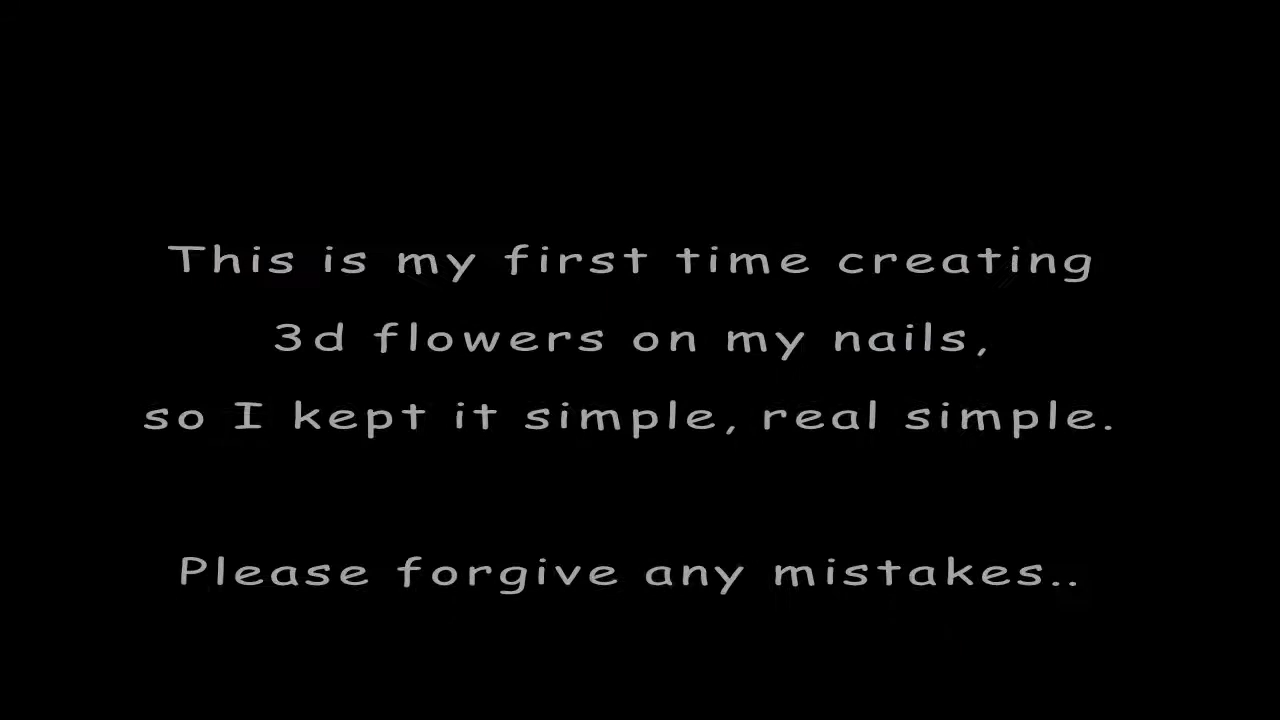 This is my first time creating
3d flowers on my nails,
so I kept it simple, real simple.
Please forgive any mistakes..